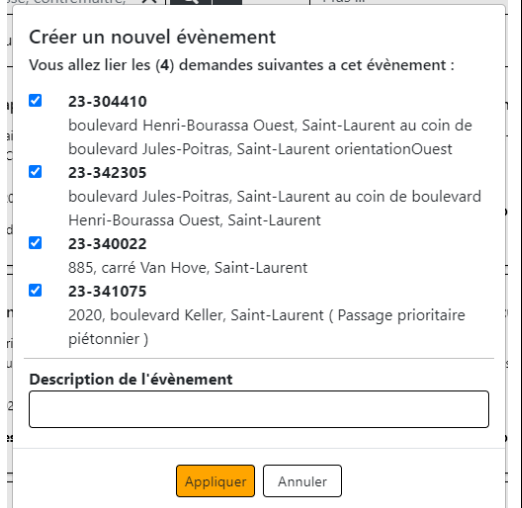 Créer un nouvel évènement
Vous allez lier les (4) demandes suivantes a cet évènement :
23-304410
boulevard Henri-Bourassa Ouest, Saint-Laurent au coin de
boulevard Jules-Poitras, Saint-Laurent orientationOuest
23-342305
boulevard Jules-Poitras, Saint-Laurent au coin de boulevard
Henri-Bourassa Ouest, Saint-Laurent
23-340022
885, carré Van Hove, Saint-Laurent
23-341075
2020, boulevard Keller, Saint-Laurent ( Passage prioritaire
piétonnier )
Description de l'évènement
Appliquer Annuler